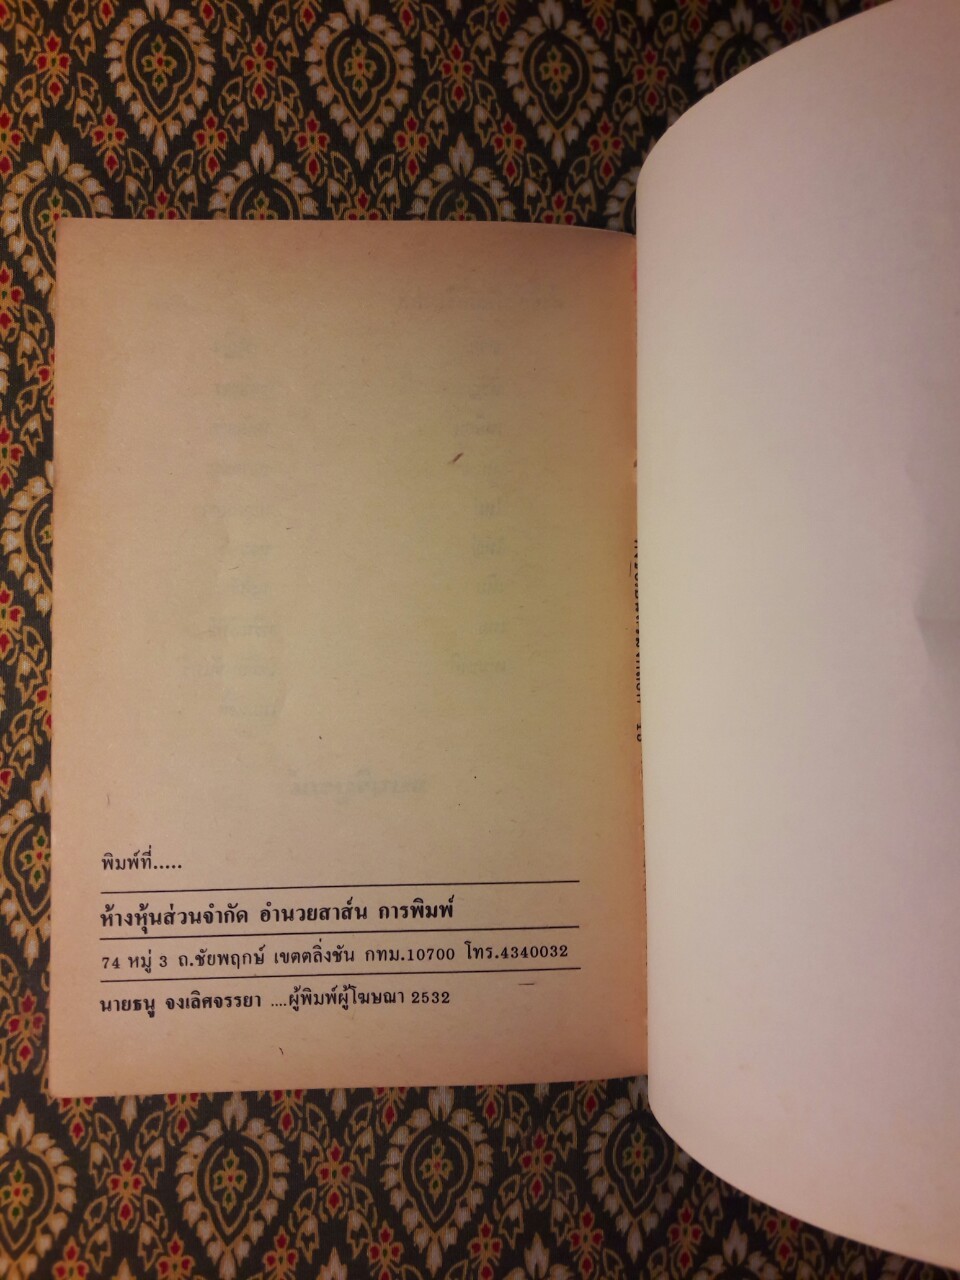 พิมพ์ที่.....
ห้างหุ้นส่วนจำกัด อำนวยสาส์น การพิมพ์
74 หมู่ 3 ถ.ชัยพฤกษ์ เขตตลิ่งชัน กทม.10700 โทร.4340032
นายธนู จงเลิศจรรยา ....ผู้พิมพ์ผู้โฆษณา 2532